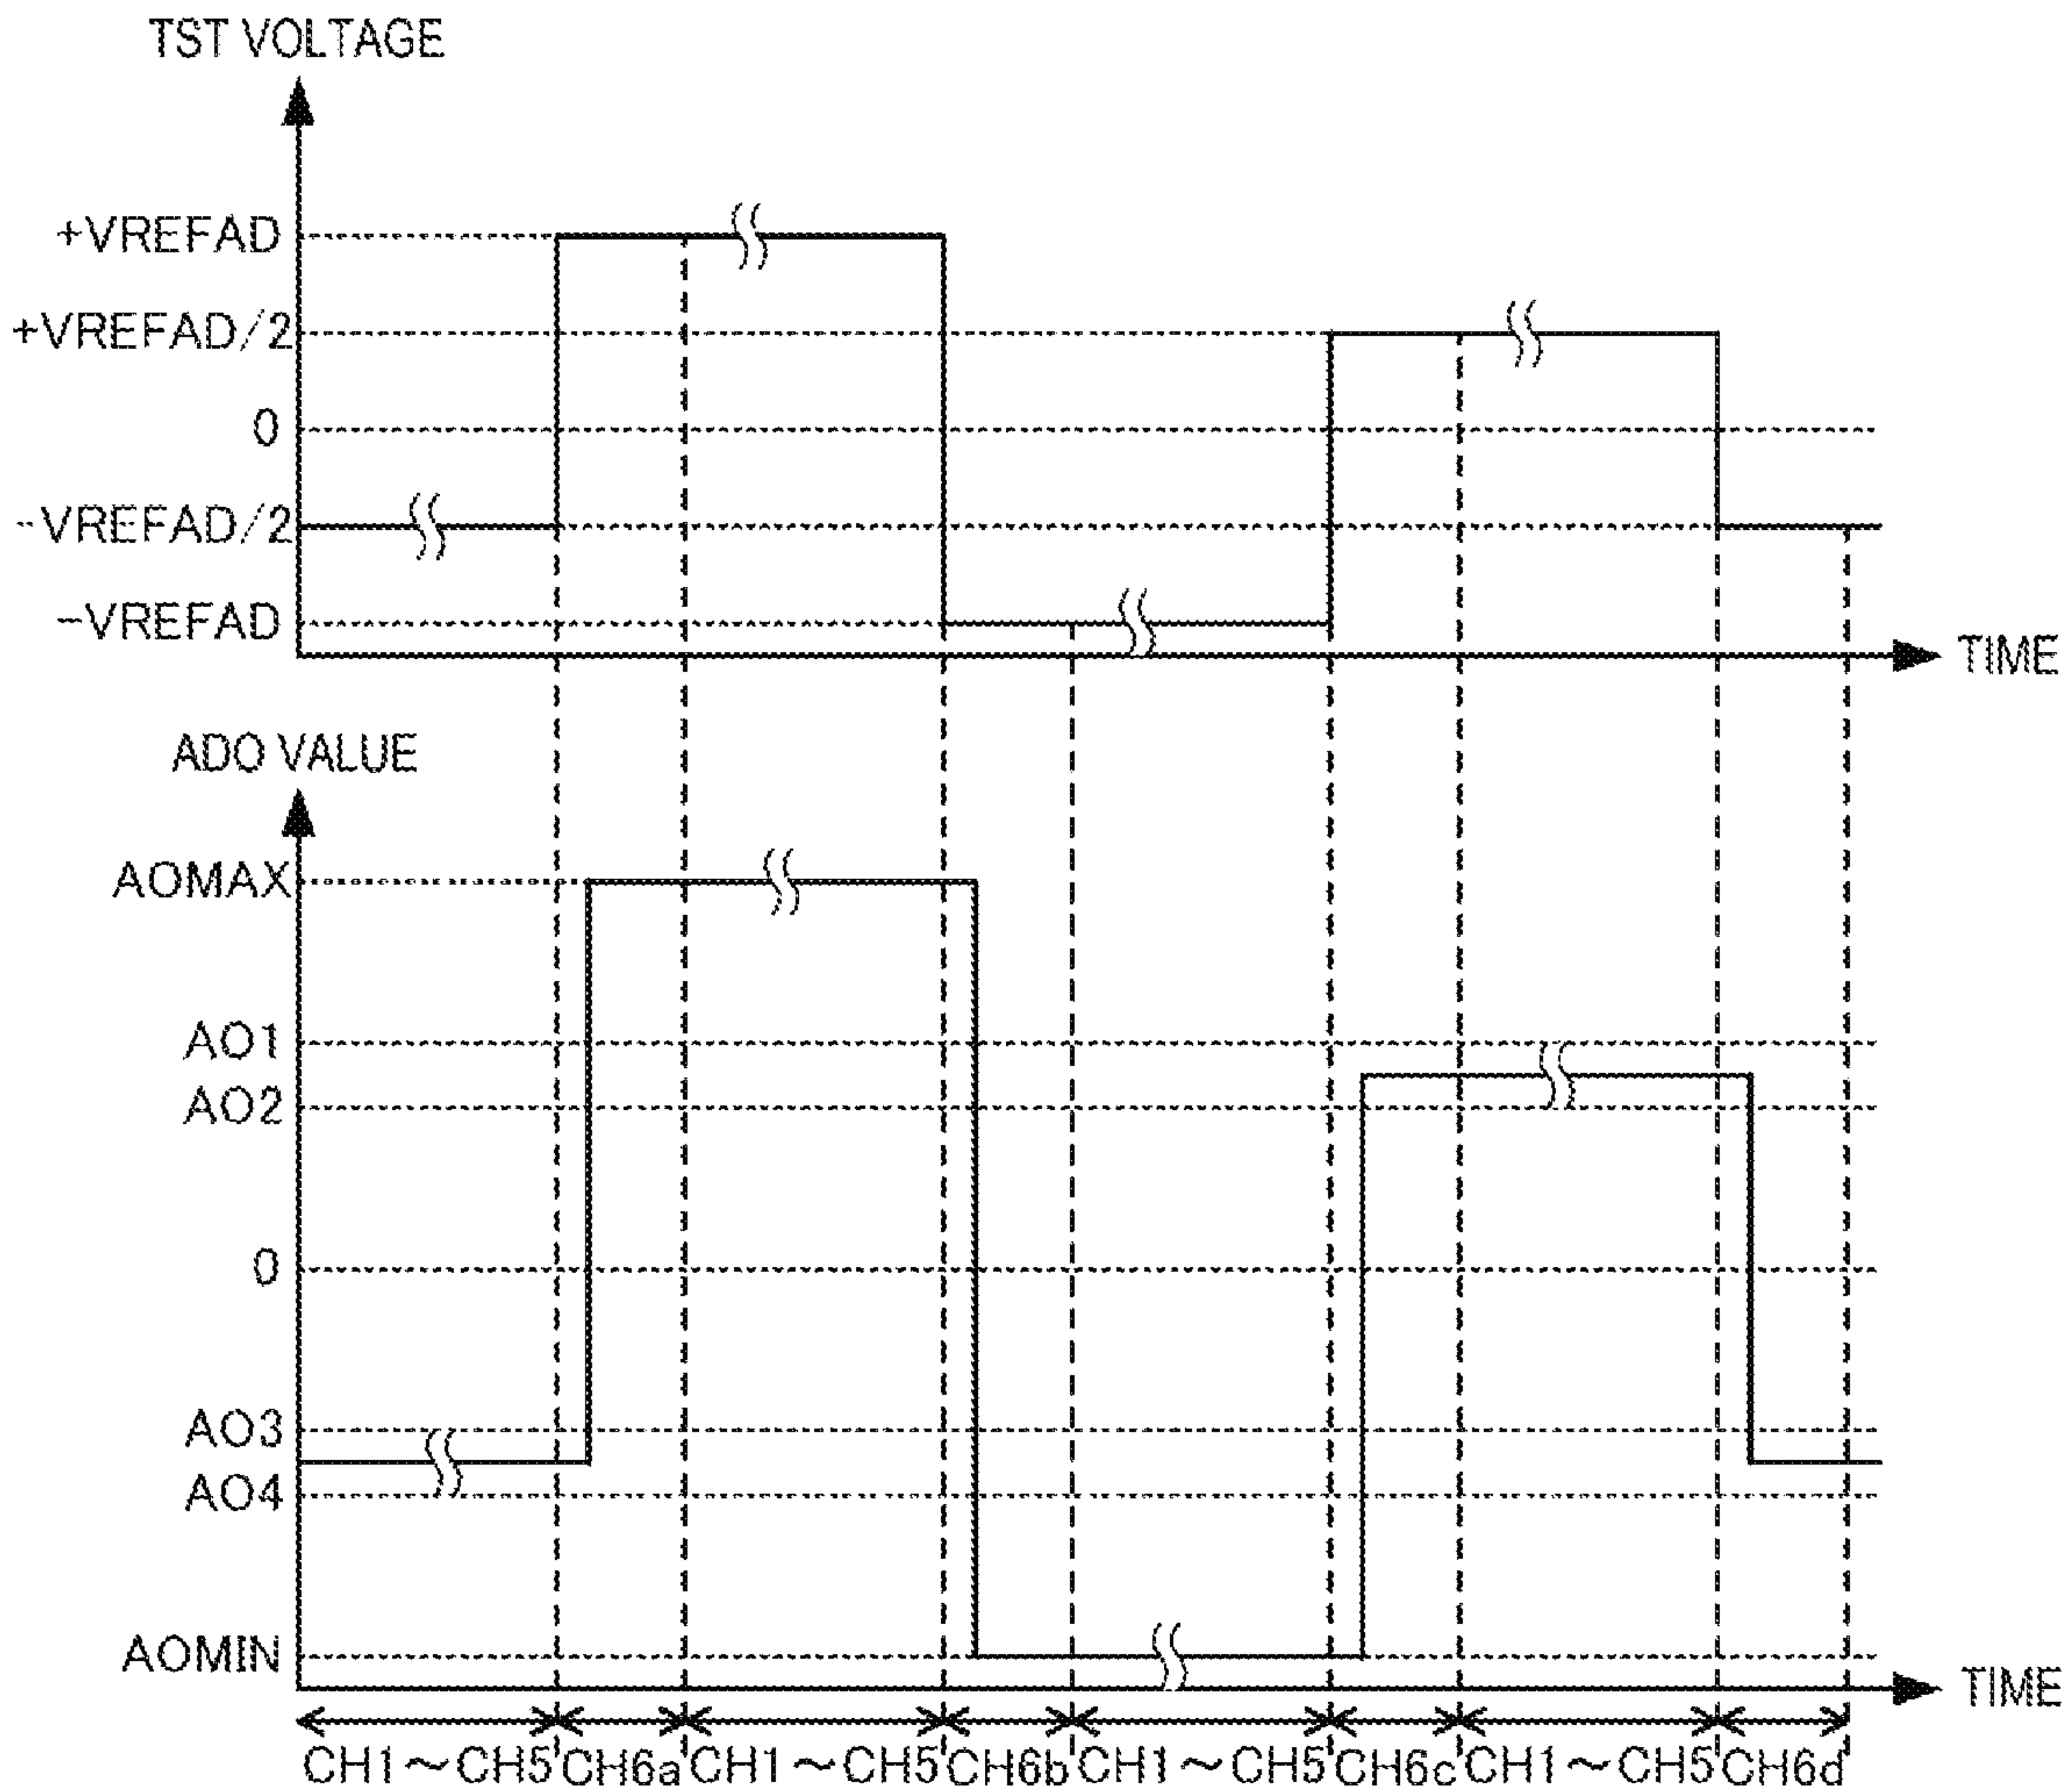 TST VOLTAGE
+VREFAD
+VREFAD/2
0
-VREFAD/2
-VREFAD
TIME
ADO VALUE
AOMAX
AO1
AO2
0
AO3
AO4
AOMIN
TIME
CH1～CH5 CH6a CH1～CH5 CH6b CH1～CH5 CH6c CH1～CH5 CH6d